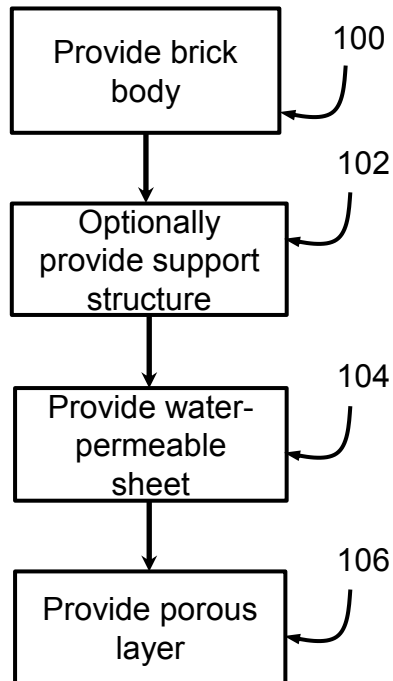 Provide brick
body
100
Optionally
provide support
structure
102
Provide water-
permeable
sheet
104
Provide porous
layer
106